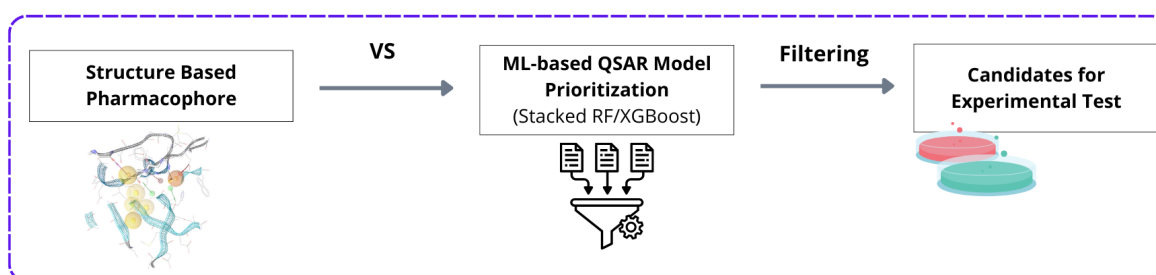 Structure Based
Pharmacophore
VS
ML-based QSAR Model
Prioritization
(Stacked RF/XGBoost)
Filtering
Candidates for
Experimental Test